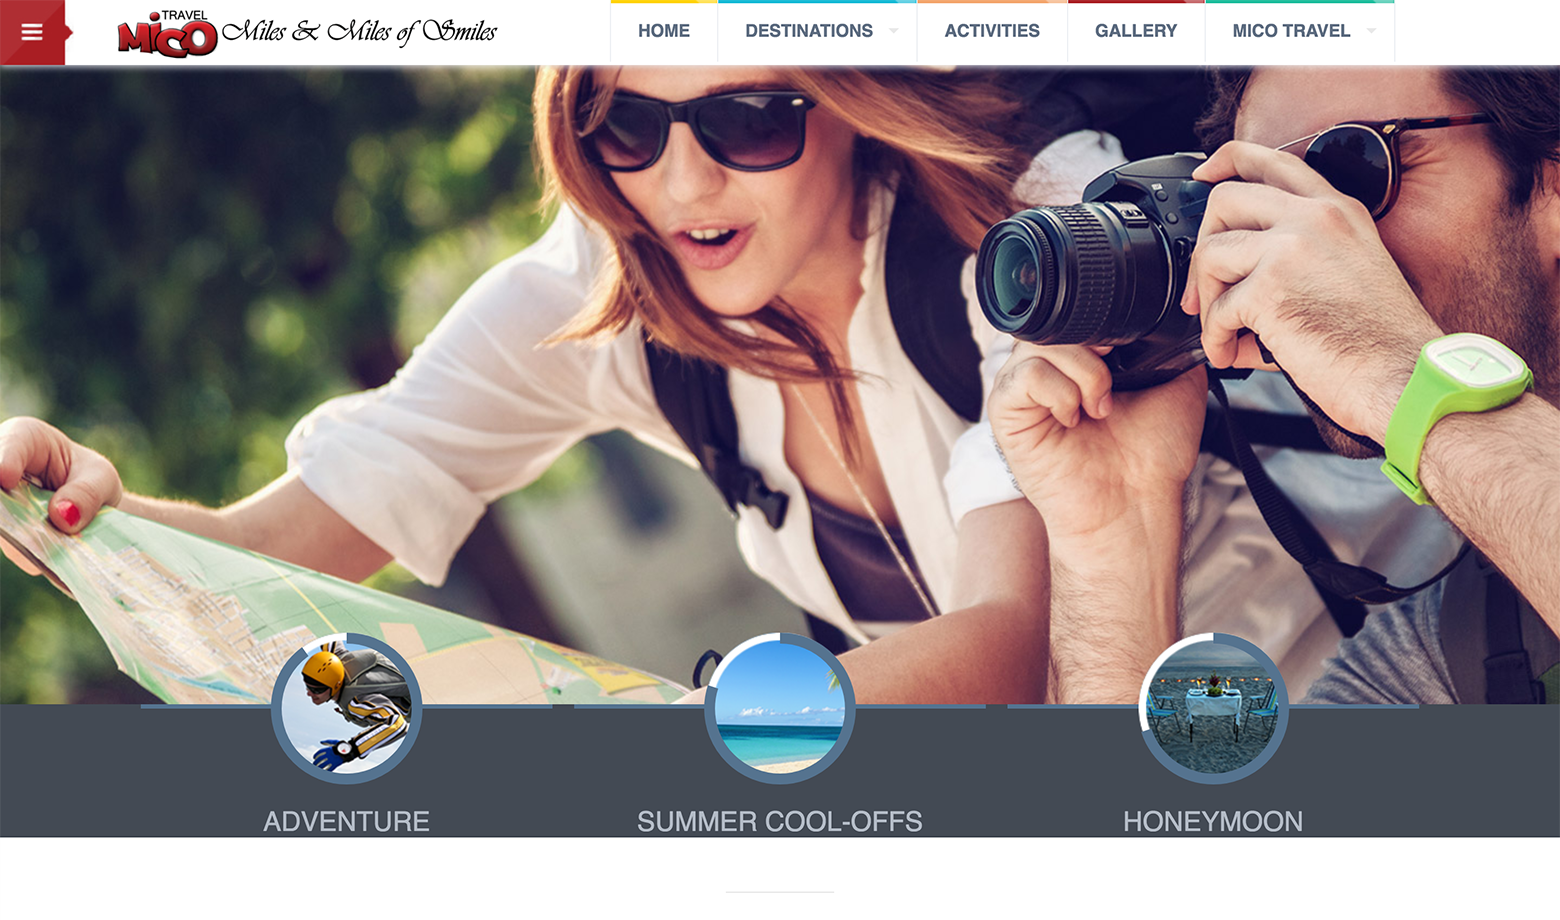 TRAVEL
MiCO Miles & Miles of Smiles
HOME
DESTINATIONS
ACTIVITIES
GALLERY
MICO TRAVEL
ADVENTURE
SUMMER COOL-OFFS
HONEYMOON